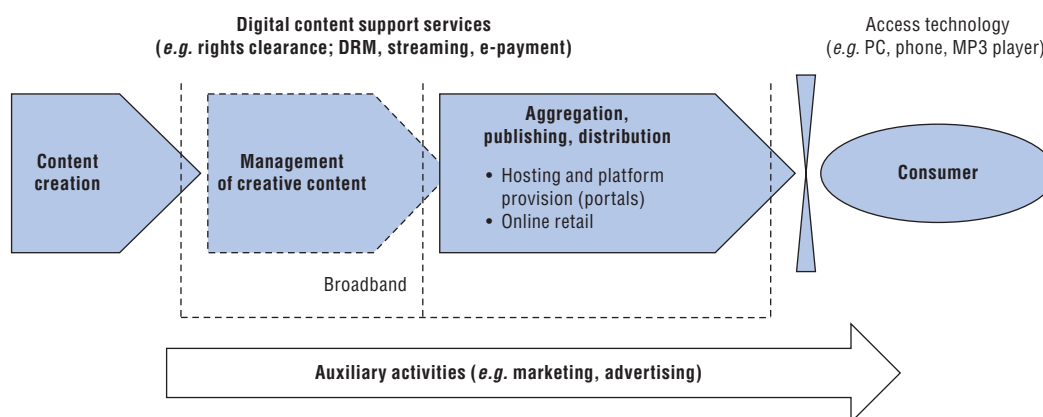 Digital content support services
(e.g. rights clearance; DRM, streaming, e-payment)
Access technology
(e.g. PC, phone, MP3 player)
Content
creation
Management
of creative content
Aggregation,
publishing, distribution
• Hosting and platform
provision (portals)
• Online retail
Consumer
Broadband
Auxiliary activities (e.g. marketing, advertising)